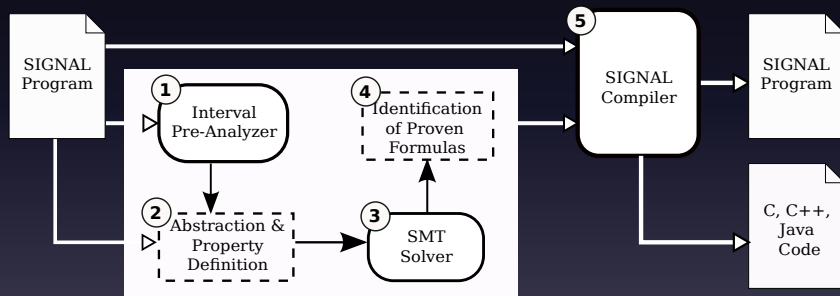 SIGNAL
Program
1
Interval
Pre-Analyzer
2
Abstraction &
Property
Definition
3
SMT
Solver
4
Identification
of Proven
Formulas
5
SIGNAL
Compiler
SIGNAL
Program
C, C++,
Java
Code